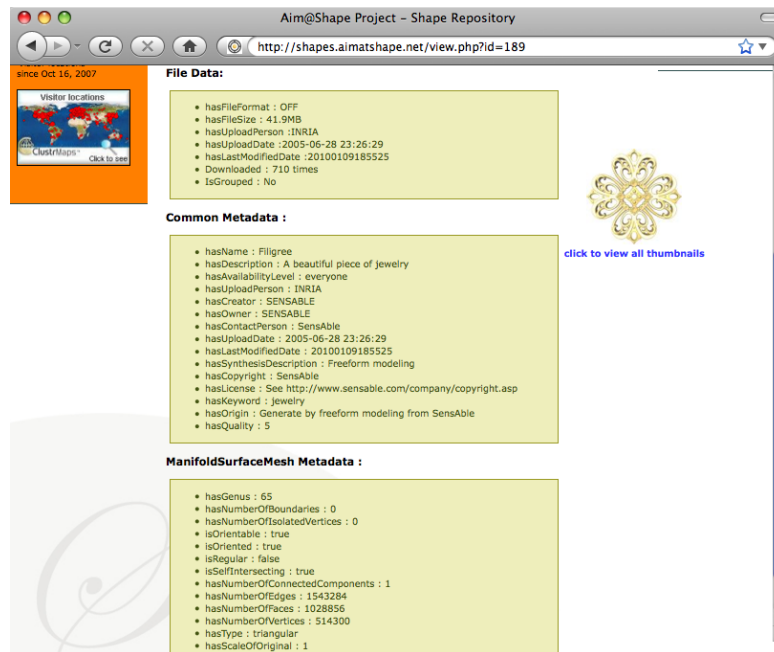 Aim@Shape Project – Shape Repository
http://shapes.aimatshape.net/view.php?id=189
since Oct 16, 2007
Visitor locations
ClustrMaps™
Click to see
File Data:
hasFileFormat : OFF
hasFileSize : 41.9MB
hasUploadPerson :INRIA
hasUploadDate :2005-06-28 23:26:29
hasLastModifiedDate :20100109185525
Downloaded : 710 times
IsGrouped : No
Common Metadata :
hasName : Filigree
hasDescription : A beautiful piece of jewelry
hasAvailabilityLevel : everyone
hasUploadPerson : INRIA
hasCreator : SENSABLE
hasOwner : SENSABLE
hasContactPerson : SensAble
hasUploadDate : 2005-06-28 23:26:29
hasLastModifiedDate : 20100109185525
hasSynthesisDescription : Freeform modeling
hasCopyright : SensAble
hasLicense : See http://www.sensable.com/company/copyright.asp
hasKeyword : jewelry
hasOrigin : Generate by freeform modeling from SensAble
hasQuality : 5
click to view all thumbnails
ManifoldSurfaceMesh Metadata :
hasGenus : 65
hasNumberOfBoundaries : 0
hasNumberOfIsolatedVertices : 0
isOrientable : true
isOriented : true
isRegular : false
isSelfIntersecting : true
hasNumberOfConnectedComponents : 1
hasNumberOfEdges : 1543284
hasNumberOfFaces : 1028856
hasNumberOfVertices : 514300
hasType : triangular
hasScaleOfOriginal : 1